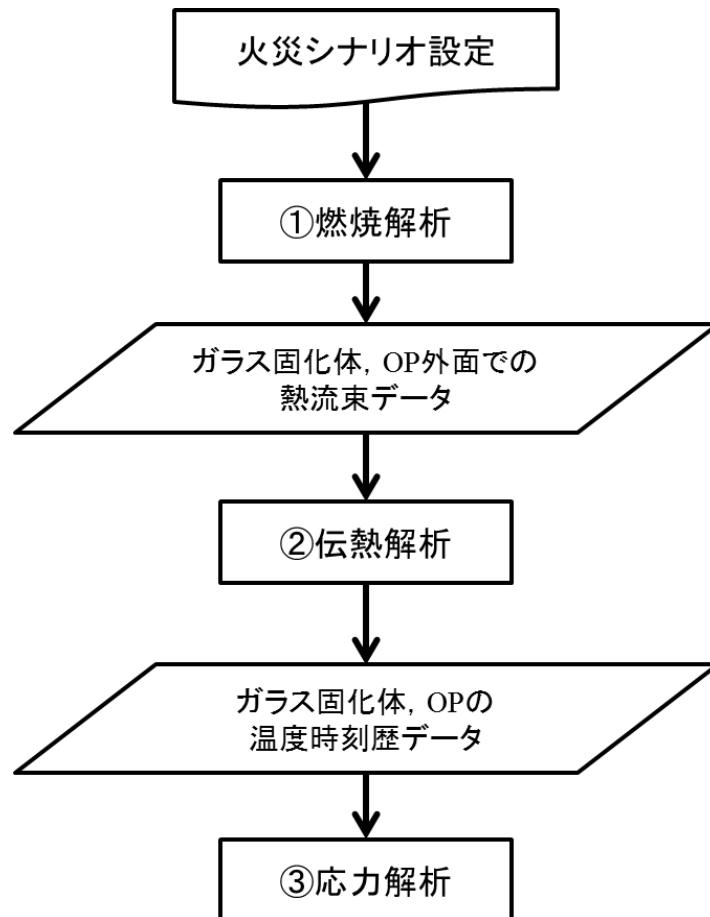 火災シナリオ設定
①燃焼解析
ガラス固化体, OP外面での
熱流束データ
②伝熱解析
ガラス固化体, OPの
温度時刻歴データ
③応力解析